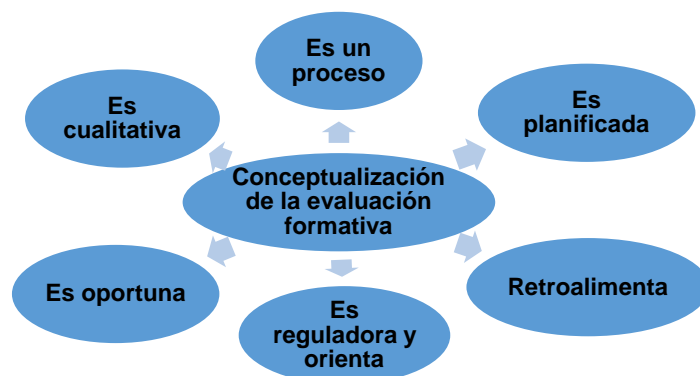 Es un
proceso
Es
cualitativa
Es
planificada
Conceptualización
de la evaluación
formativa
Es oportuna
Retroalimenta
Es
reguladora y
orienta